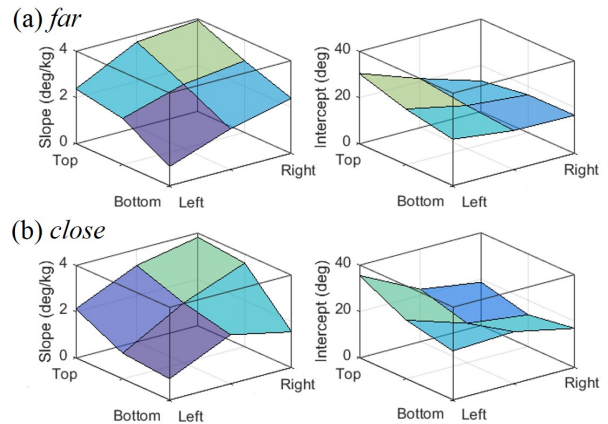 (a) far
Slope (deg/kg)
4
2
0
Top
Bottom
Left
Right
Intercept (deg)
40
20
0
Top
Bottom
Left
Right
(b) close
Slope (deg/kg)
4
2
0
Top
Bottom
Left
Right
Intercept (deg)
40
20
0
Top
Bottom
Left
Right